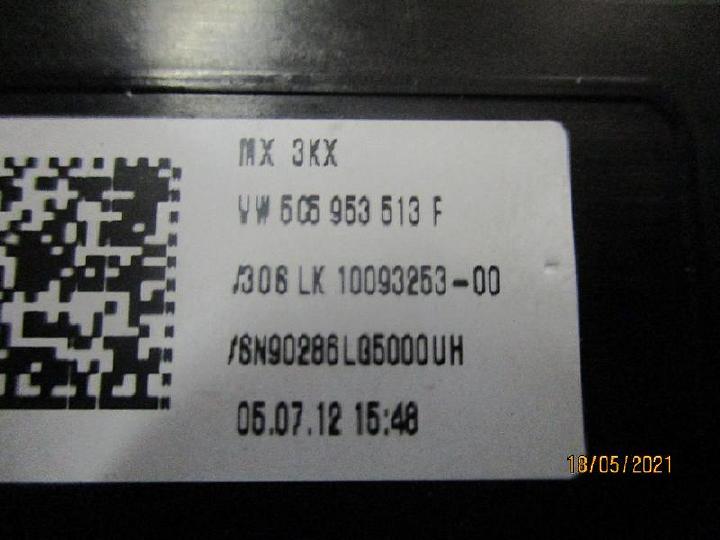 MX 3KX
VW 5C5 953 513 F
/306 LK 10093253-00
/SN90286LQ5000UH
05.07.12 15:48
18/05/2021